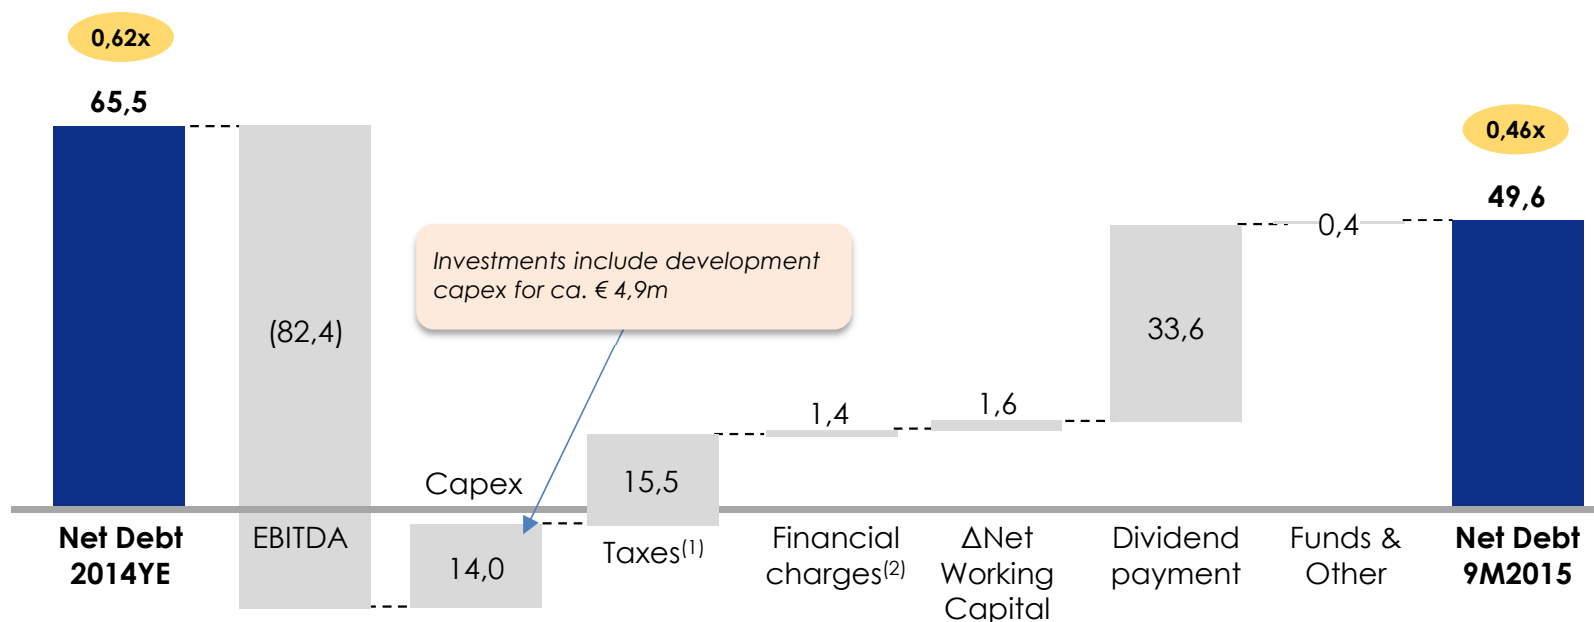 0,62x
65,5
0,46x
49,6
0,4
Investments include development
capex for ca. € 4,9m
(82,4)
33,6
1,4
1,6
Capex
15,5
14,0
Net Debt
2014YE
EBITDA
Taxes(1)
Financial
charges(2)
ΔNet
Working
Capital
Dividend
payment
Funds &
Other
Net Debt
9M2015